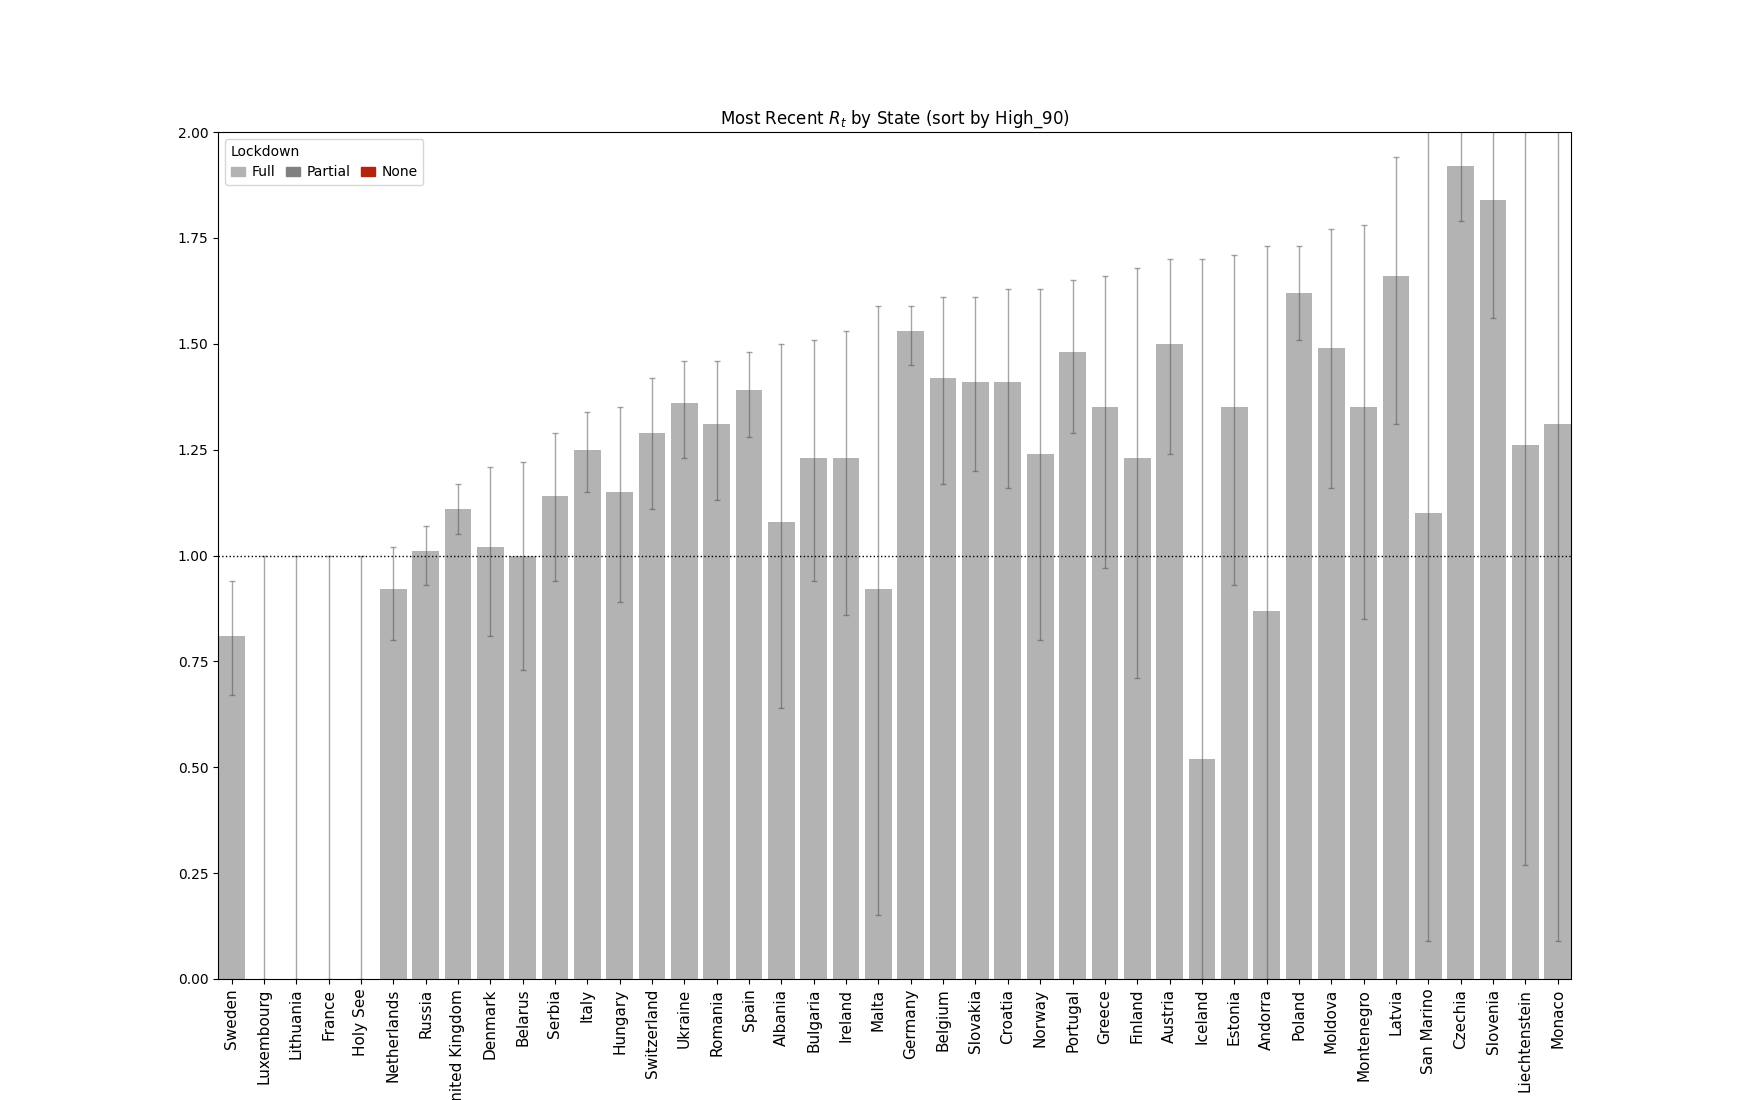 Most Recent R_t by State (sort by High_90)
Lockdown
Full Partial None
2.00
1.75
1.50
1.25
1.00
0.75
0.50
0.25
0.00
Sweden
Luxembourg
Lithuania
France
Holy See
Netherlands
Russia
nited Kingdom
Denmark
Belarus
Serbia
Italy
Hungary
Switzerland
Ukraine
Romania
Spain
Albania
Bulgaria
Ireland
Malta
Germany
Belgium
Slovakia
Croatia
Norway
Portugal
Greece
Finland
Austria
Iceland
Estonia
Andorra
Poland
Moldova
Montenegro
Latvia
San Marino
Czechia
Slovenia
Liechtenstein
Monaco